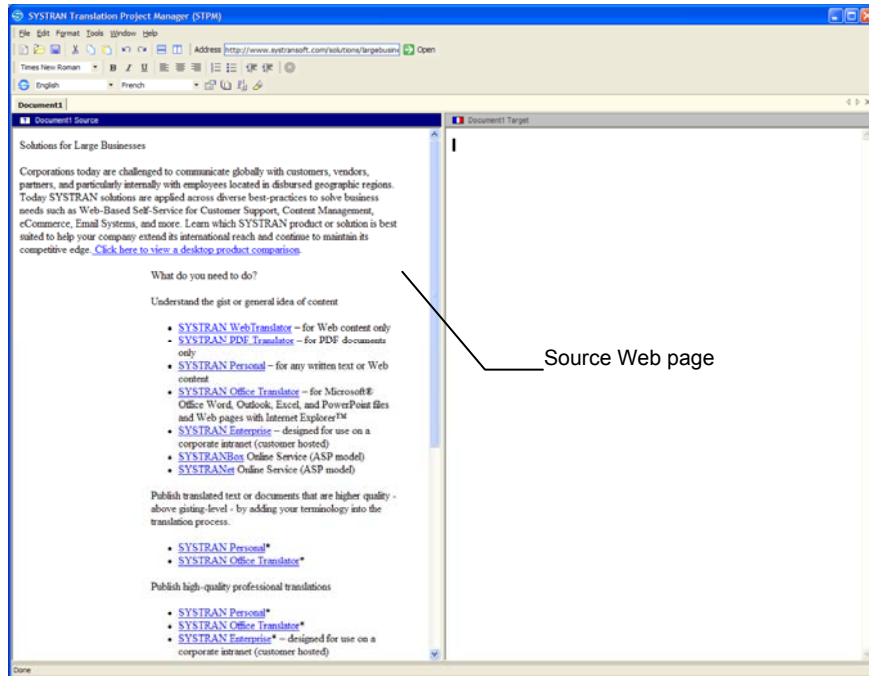 SYSTRAN Translation Project Manager (STPM)
File Edit Format Tools Window Help
Address http://www.systransoft.com/solutions/largebusine Open
Times New Roman B I U
English French
Document1
Document1 Source Document1 Target
Solutions for Large Businesses
Corporations today are challenged to communicate globally with customers, vendors,
partners, and particularly internally with employees located in disbursed geographic regions.
Today SYSTRAN solutions are applied across diverse best-practices to solve business
needs such as Web-Based Self-Service for Customer Support, Content Management,
eCommerce, Email Systems, and more. Learn which SYSTRAN product or solution is best
suited to help your company extend its international reach and continue to maintain its
competitive edge. Click here to view a desktop product comparison.
What do you need to do?
Understand the gist or general idea of content
• SYSTRAN WebTranslator – for Web content only
• SYSTRAN PDF Translator – for PDF documents
only
• SYSTRAN Personal – for any written text or Web
content
• SYSTRAN Office Translator – for Microsoft®
Office Word, Outlook, Excel, and PowerPoint files
and Web pages with Internet Explorer™
• SYSTRAN Enterprise – designed for use on a
corporate intranet (customer hosted)
• SYSTRANBox Online Service (ASP model)
• SYSTRANet Online Service (ASP model)
Source Web page
Publish translated text or documents that are higher quality -
above gisting-level - by adding your terminology into the
translation process.
• SYSTRAN Personal*
• SYSTRAN Office Translator*
Publish high-quality professional translations
• SYSTRAN Personal*
• SYSTRAN Office Translator*
• SYSTRAN Enterprise* – designed for use on a
corporate intranet (customer hosted)
Done